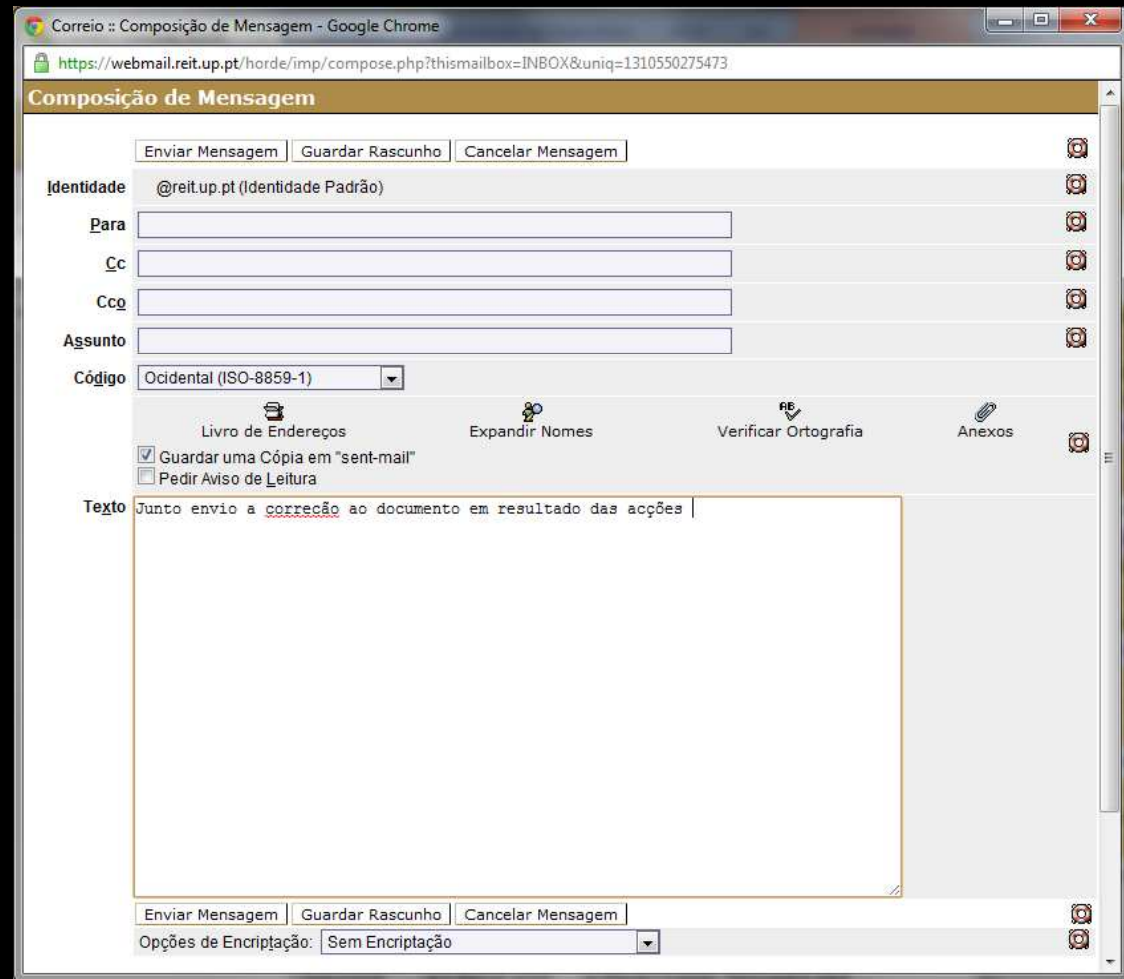 Correio :: Composição de Mensagem - Google Chrome
https://webmail.reit.up.pt/horde/imp/compose.php?thismailbox=INBOX&uniq=1310550275473
Composição de Mensagem
Enviar Mensagem Guardar Rascunho Cancelar Mensagem
Identidade @reit.up.pt (Identidade Padrão)
Para
Cc
Cco
Assunto
Código Ocidental (ISO-8859-1)
Livro de Endereços Expandir Nomes Verificar Ortografia Anexos
Guardar uma Cópia em "sent-mail"
Pedir Aviso de Leitura
Texto Junto envio a correcão ao documento em resultado das acções
Enviar Mensagem Guardar Rascunho Cancelar Mensagem
Opções de Encriptação: Sem Encriptação